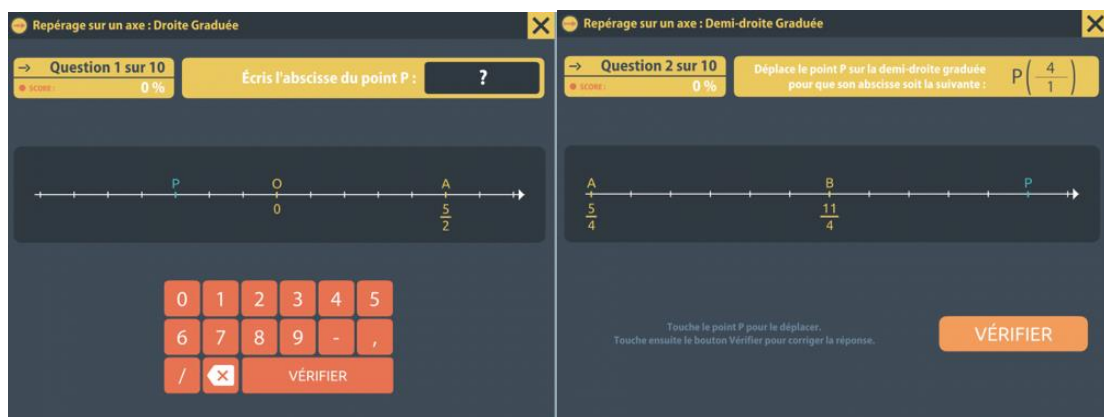 Repérage sur un axe : Droite Graduée
→ Question 1 sur 10
SCORE : 0 %
Écris l'abscisse du point P : ?
P O A
0 5/2
0 1 2 3 4 5
6 7 8 9 - ,
/ VÉRIFIER
Repérage sur un axe : Demi-droite Graduée
→ Question 2 sur 10
SCORE : 0 %
Déplace le point P sur la demi-droite graduée
pour que son abscisse soit la suivante :
P(4/1)
A B P
5/4 11/4
Touche le point P pour le déplacer.
Touche ensuite le bouton Vérifier pour corriger la réponse.
VÉRIFIER